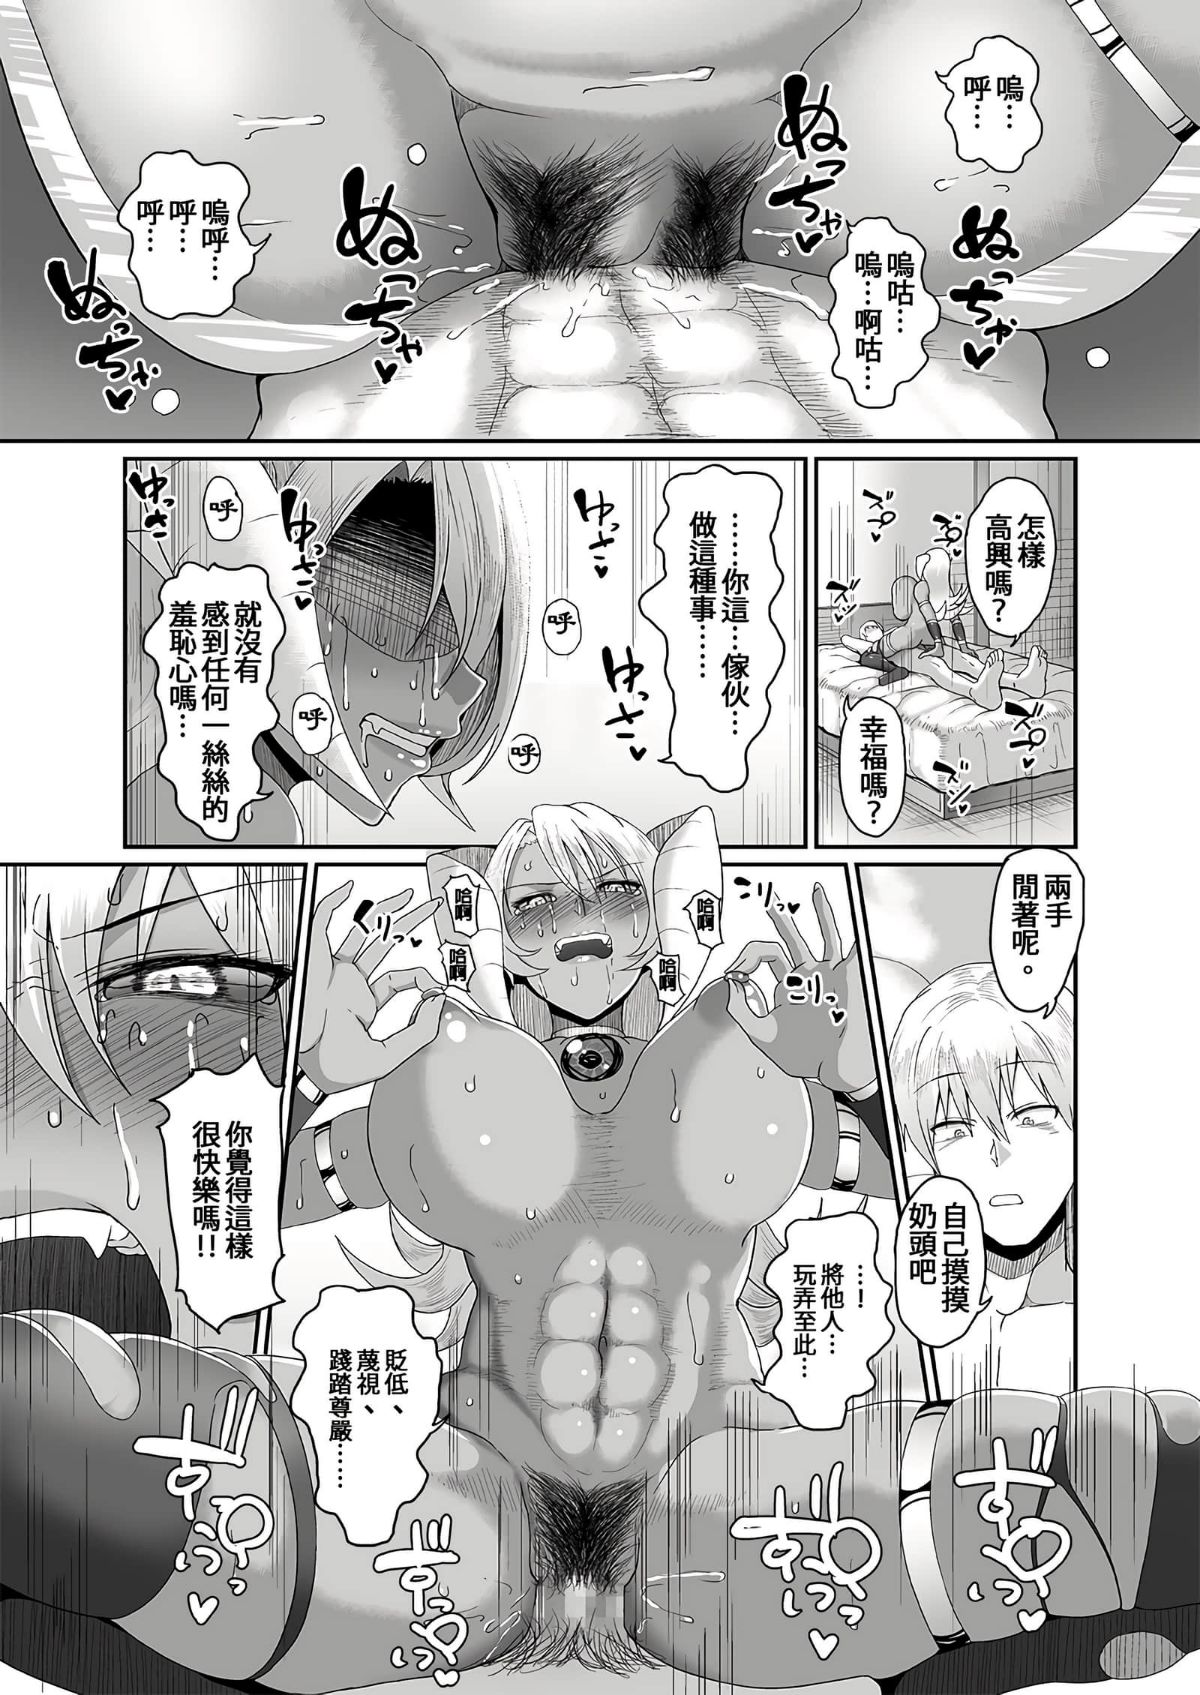 嗚…
呼…
ぬっちゃ♥
嗚咕…
嗚…啊咕…
ぬっちゃ♥
ぬっちゃ♥
嗚呼…
呼…
呼…
ぬっちゃ♥
怎樣
高興嗎?
幸福嗎?
……你這…傢伙…
做這種事……
ゆっさ♥
ゆっさ♥
ゆっさ
呼
呼
呼
呼
就沒有
感到任何一絲絲的
羞恥心嗎…
兩手
閒著呢。
自己摸摸
奶頭吧
哈啊
哈啊
哈啊
哈啊
くりっ♥
こりっ♥
…!
將他人…
玩弄至此…
貶低、
蔑視、
踐踏尊嚴……
你覺得這樣
很快樂嗎!!